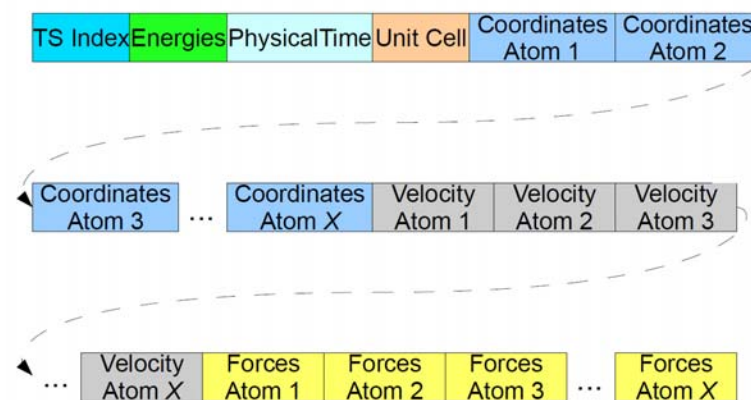 TS Index Energies PhysicalTime Unit Cell Coordinates Atom 1 Coordinates Atom 2
Coordinates Atom 3 ... Coordinates Atom X Velocity Atom 1 Velocity Atom 2 Velocity Atom 3
... Velocity Atom X Forces Atom 1 Forces Atom 2 Forces Atom 3 ... Forces Atom X